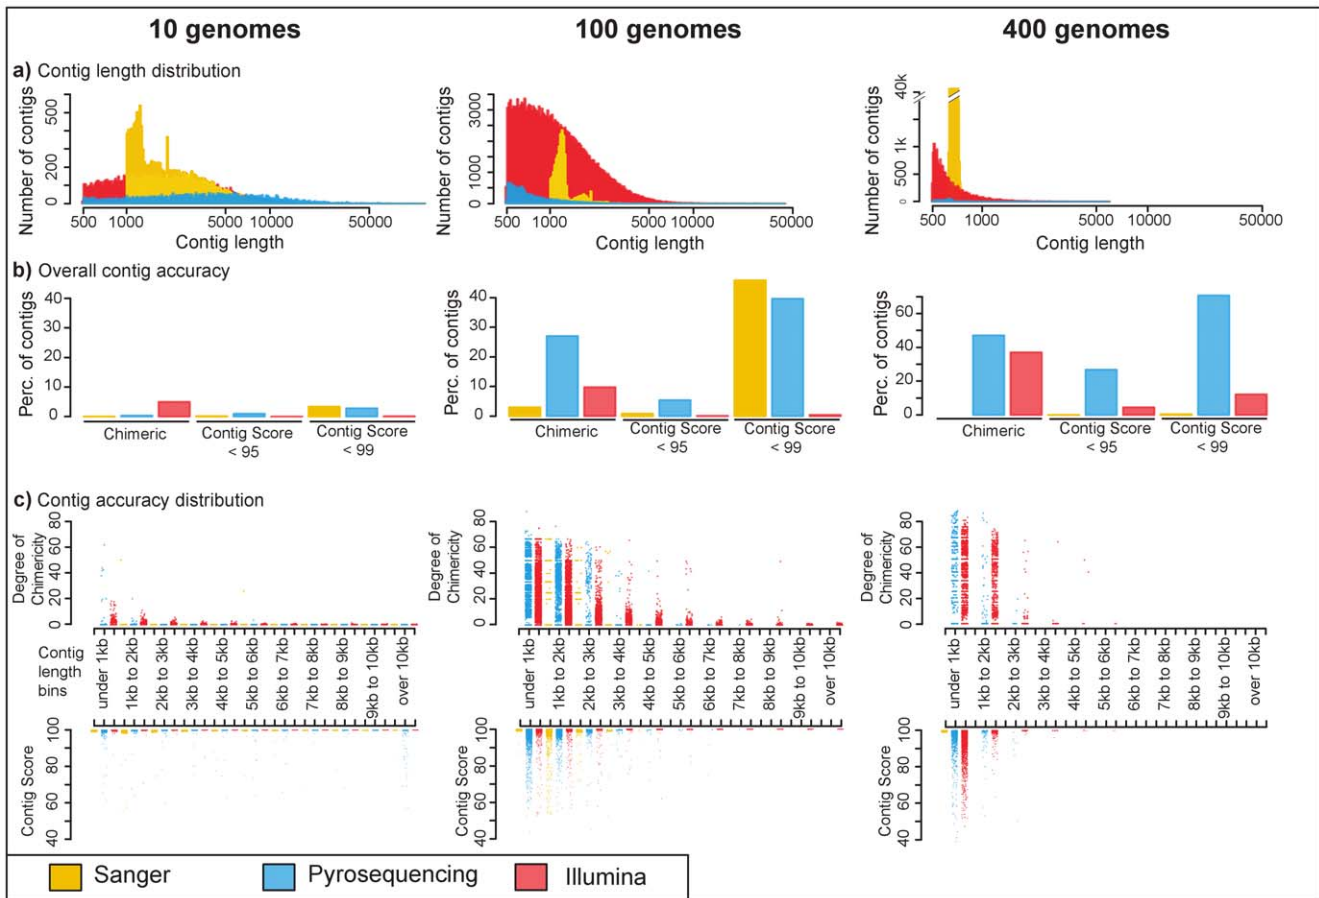 10 genomes 100 genomes 400 genomes
a) Contig length distribution
Number of contigs
500
200
0
500 1000 5000 10000 50000
Contig length
Number of contigs
3000
1000
0
500 1000 5000 10000 50000
Contig length
Number of contigs
40k
1k
500
0
500 1000 5000 10000 50000
Contig length
b) Overall contig accuracy
Perc. of contigs
40
30
20
10
0
Chimeric Contig Score < 95 Contig Score < 99
Perc. of contigs
40
30
20
10
0
Chimeric Contig Score < 95 Contig Score < 99
Perc. of contigs
60
40
20
0
Chimeric Contig Score < 95 Contig Score < 99
c) Contig accuracy distribution
Degree of
Chimericity
80
60
40
20
0
Degree of
Chimericity
80
60
40
20
0
Degree of
Chimericity
80
60
40
20
0
Contig
length
bins
under 1kb
1kb to 2kb
2kb to 3kb
3kb to 4kb
4kb to 5kb
5kb to 6kb
6kb to 7kb
7kb to 8kb
8kb to 9kb
9kb to 10kb
over 10kb
under 1kb
1kb to 2kb
2kb to 3kb
3kb to 4kb
4kb to 5kb
5kb to 6kb
6kb to 7kb
7kb to 8kb
8kb to 9kb
9kb to 10kb
over 10kb
under 1kb
1kb to 2kb
2kb to 3kb
3kb to 4kb
4kb to 5kb
5kb to 6kb
6kb to 7kb
7kb to 8kb
8kb to 9kb
9kb to 10kb
over 10kb
Contig Score
100
80
60
40
Contig Score
100
80
60
40
Contig Score
100
80
60
40
Sanger Pyrosequencing Illumina